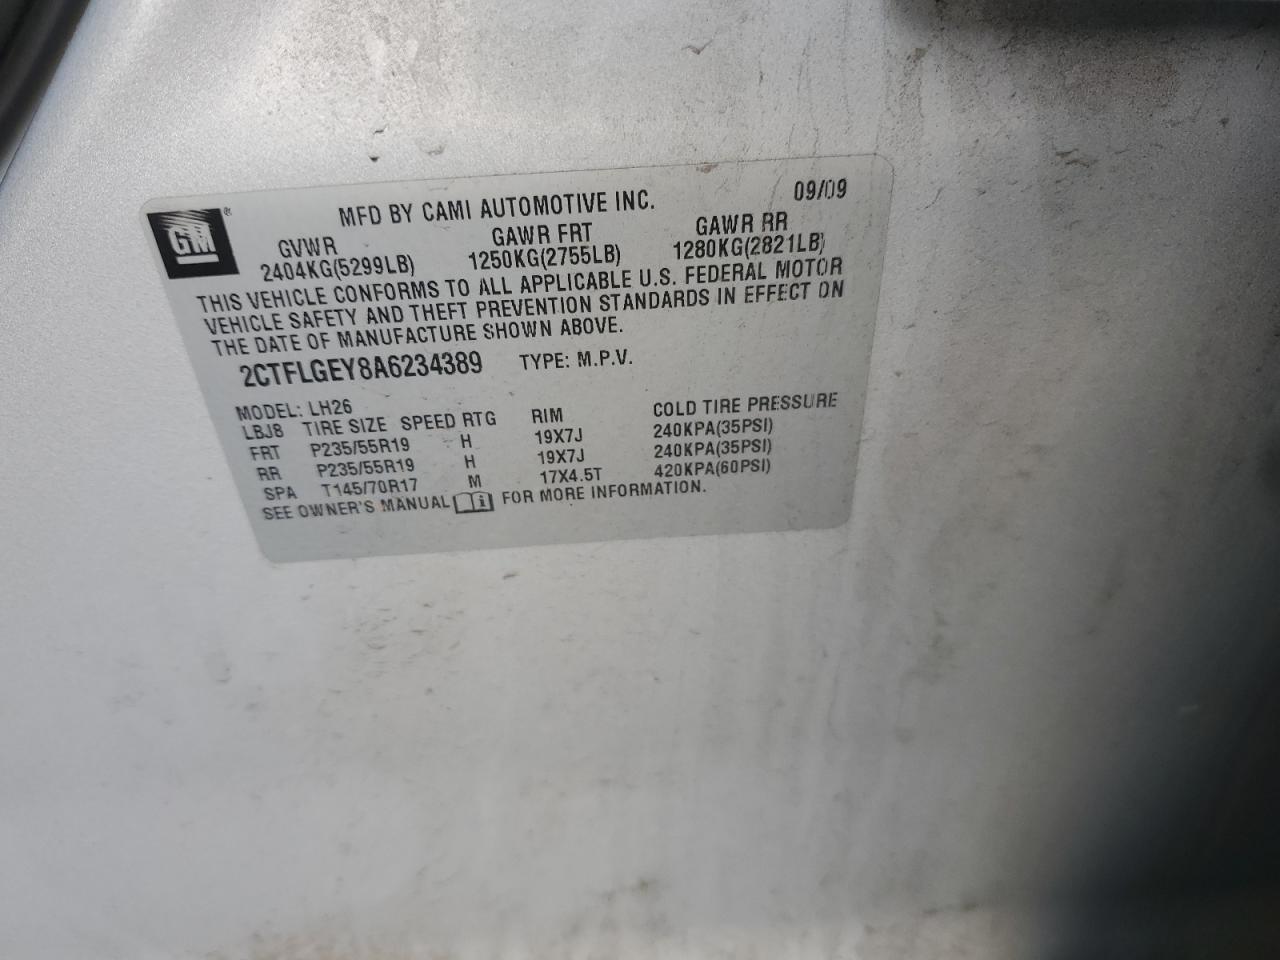 GM ®
MFD BY CAMI AUTOMOTIVE INC. 09/09
GVWR GAWR FRT GAWR RR
2404KG(5299LB) 1250KG(2755LB) 1280KG(2821LB)
THIS VEHICLE CONFORMS TO ALL APPLICABLE U.S. FEDERAL MOTOR
VEHICLE SAFETY AND THEFT PREVENTION STANDARDS IN EFFECT ON
THE DATE OF MANUFACTURE SHOWN ABOVE.
2CTFLGEY8A6234389 TYPE: M.P.V.
MODEL: LH26
LBJ8 TIRE SIZE SPEED RTG RIM COLD TIRE PRESSURE
FRT P235/55R19 H 19X7J 240KPA(35PSI)
RR P235/55R19 H 19X7J 240KPA(35PSI)
SPA T145/70R17 M 17X4.5T 420KPA(60PSI)
SEE OWNER'S MANUAL i FOR MORE INFORMATION.